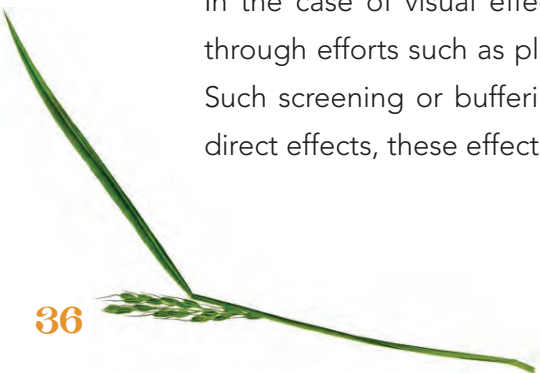 In the case of visual effe
through efforts such as pl
Such screening or bufferi
direct effects, these effect
36